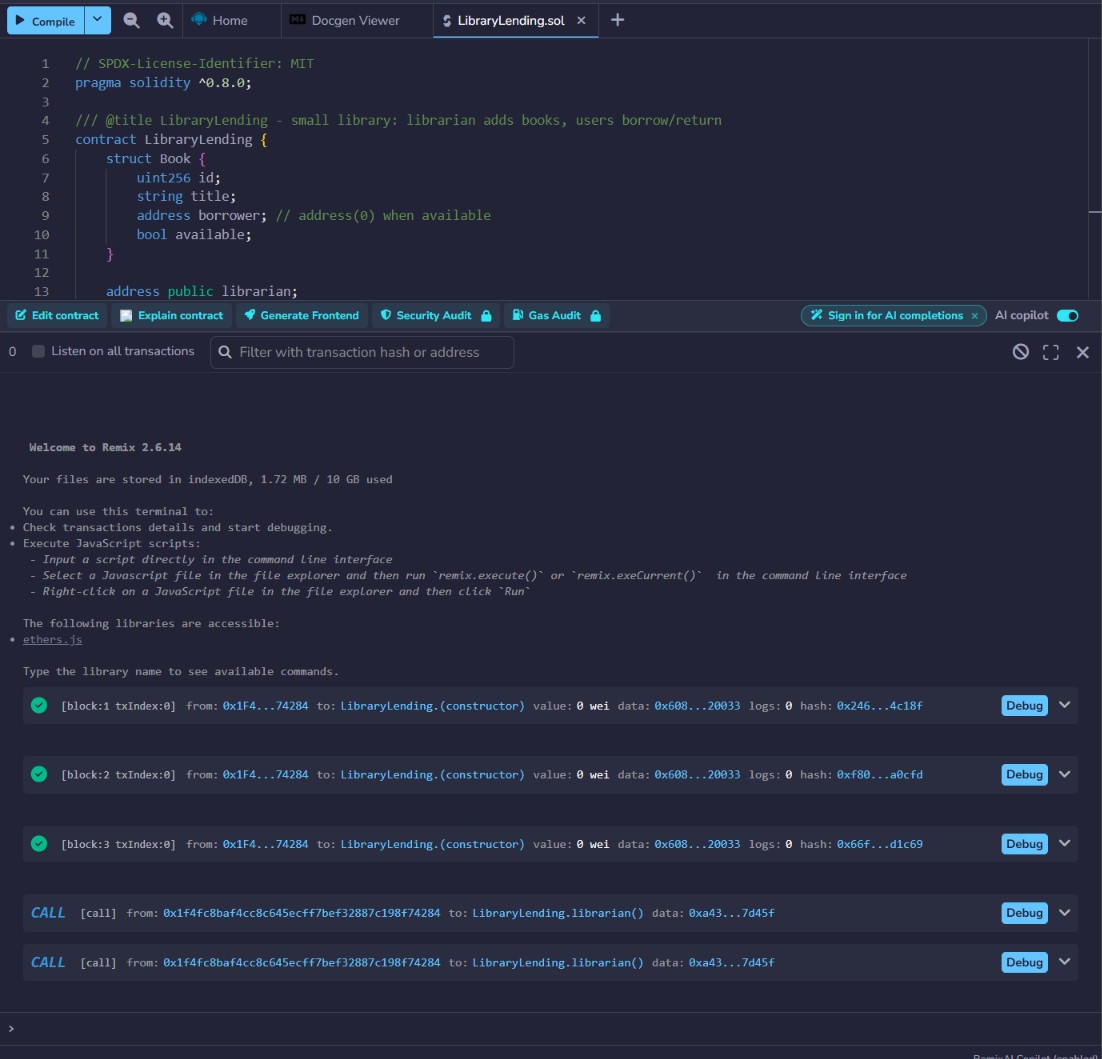 Compile Home Docgen Viewer LibraryLending.sol
1 // SPDX-License-Identifier: MIT
2 pragma solidity ^0.8.0;
3
4 /// @title LibraryLending - small library: librarian adds books, users borrow/return
5 contract LibraryLending {
6 struct Book {
7 uint256 id;
8 string title;
9 address borrower; // address(0) when available
10 bool available;
11 }
12
13 address public librarian;
Edit contract Explain contract Generate Frontend Security Audit Gas Audit Sign in for AI completions × AI copilot
0 Listen on all transactions Filter with transaction hash or address
Welcome to Remix 2.6.14
Your files are stored in indexedDB, 1.72 MB / 10 GB used
You can use this terminal to:
• Check transactions details and start debugging.
• Execute JavaScript scripts:
- Input a script directly in the command line interface
- Select a Javascript file in the file explorer and then run `remix.execute()` or `remix.exeCurrent()` in the command line interface
- Right-click on a JavaScript file in the file explorer and then click `Run`
The following libraries are accessible:
• ethers.js
Type the library name to see available commands.
[block:1 txIndex:0] from: 0x1F4...74284 to: LibraryLending.(constructor) value: 0 wei data: 0x608...20033 logs: 0 hash: 0x246...4c18f Debug
[block:2 txIndex:0] from: 0x1F4...74284 to: LibraryLending.(constructor) value: 0 wei data: 0x608...20033 logs: 0 hash: 0xf80...a0cfd Debug
[block:3 txIndex:0] from: 0x1F4...74284 to: LibraryLending.(constructor) value: 0 wei data: 0x608...20033 logs: 0 hash: 0x66f...d1c69 Debug
CALL [call] from: 0x1f4fc8baf4cc8c645ecff7bef32887c198f74284 to: LibraryLending.librarian() data: 0xa43...7d45f Debug
CALL [call] from: 0x1f4fc8baf4cc8c645ecff7bef32887c198f74284 to: LibraryLending.librarian() data: 0xa43...7d45f Debug
>
RemixAI Copilot (enabled)